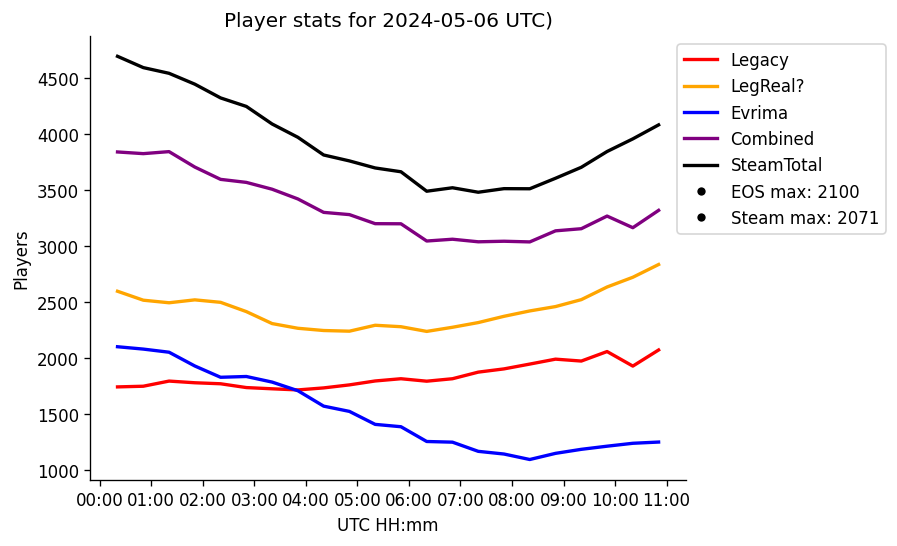 Player stats for 2024-05-06 UTC)
Legacy
LegReal?
Evrima
Combined
SteamTotal
EOS max: 2100
Steam max: 2071
Players
4500
4000
3500
3000
2500
2000
1500
1000
00:00 01:00 02:00 03:00 04:00 05:00 06:00 07:00 08:00 09:00 10:00 11:00
UTC HH:mm